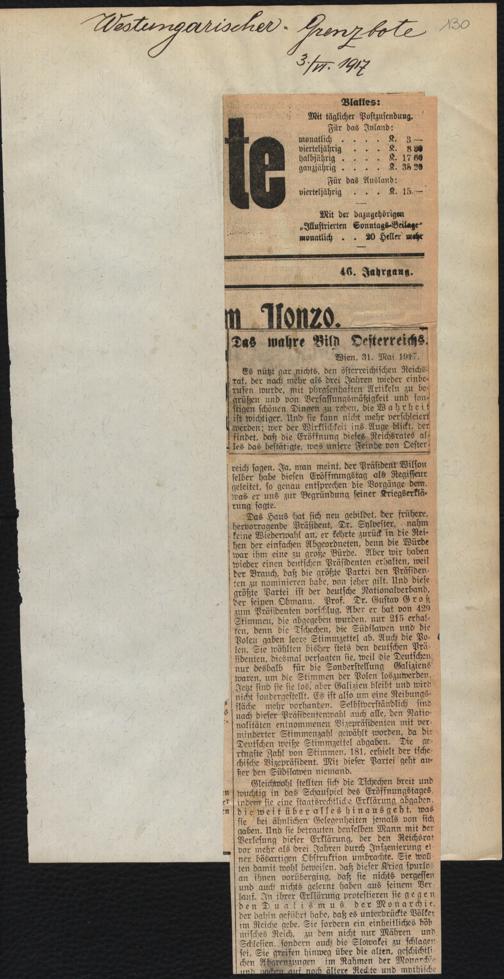 Westungarischer - Grenzbote
130
3./VI. 1917
te
Blattes:
Mit täglicher Postzusendung.
Für das Inland:
monatlich . . . . K. 3 —
vierteljährig . . . K. 8 80
halbjährig . . . . K. 17 60
ganzjährig . . . . K. 35 20
Für das Ausland:
vierteljährig . . . K. 15 —
Mit der dazugehörigen
„Illustrierten Sonntags-Beilage"
monatlich . . 20 Heller mehr
46. Jahrgang.
m Isonzo.
Das wahre Bild Oesterreichs.
Wien, 31. Mai 1917.
Es nützt gar nichts, den österreichischen Reichs-
rat, der nach mehr als drei Jahren wieder einbe-
rufen wurde, mit phrasenhaften Artikeln zu be-
grüßen und von Verfassungsmäßigkeit und son-
stigen schönen Dingen zu reden, die Wahrheit
ist wichtiger. Und sie kann nicht mehr verschleiert
werden; wer der Wirklichkeit ins Auge blickt, der
findet, daß die Eröffnung dieses Reichsrates al-
les das bestätigte, was unsere Feinde von Oester-
reich sagen. Ja, man meint, der Präsident Wilson
selber habe diesen Eröffnungstag als Regisseur
geleitet, so genau entsprechen die Vorgänge dem,
was er uns zur Begründung seiner Kriegserklä-
rung sagte.
Das Haus hat sich neu gebildet, der frühere,
hervorragende Präsident, Dr. Sylvester, nahm
keine Wiederwahl an, er kehrte zurück in die Rei-
hen der einfachen Abgeordneten, denn die Würde
war ihm eine zu große Bürde. Aber wir haben
wieder einen deutschen Präsidenten erhalten, weil
der Brauch, daß die größte Partei den Präsiden-
ten zu nominieren habe, von jeher gilt. Und diese
größte Partei ist der deutsche Nationalverband,
der seinen Obmann, Prof. Dr. Gustav Groß
zum Präsidenten vorschlug. Aber er hat von 429
Stimmen, die abgegeben wurden, nur 215 erhal-
ten, denn die Tschechen, die Südslawen und die
Polen gaben leere Stimmzettel ab. Auch die Po-
len. Sie wählten bisher stets den deutschen Prä-
sidenten, diesmal versagten sie, weil die Deutschen
nur deshalb für die Sonderstellung Galiziens
waren, um die Stimmen der Polen loszuwerden.
Jetzt sind sie sie los, aber Galizien bleibt und wird
nicht sondergestellt. Es ist also um eine Reibungs-
fläche mehr vorhanden. Selbstverständlich sind
nach dieser Präsidentenwahl auch alle, den Natio-
nalitäten entnommenen Vizepräsidenten mit ver-
minderter Stimmenzahl gewählt worden, da die
Deutschen weiße Stimmzettel abgaben. Die ge-
ringste Zahl von Stimmen, 181, erhielt der tsche-
chische Vizepräsident. Mit dieser Partei geht au-
ßer den Südslawen niemand.
Gleichwohl stellten sich die Tschechen breit und
wuchtig in das Schauspiel des Eröffnungstages,
indem sie eine staatsrechtliche Erklärung abgaben,
die weit über alles hinausgeht, was
sie bei ähnlichen Gelegenheiten jemals von sich
gaben. Und sie betrauten denselben Mann mit der
Verlesung dieser Erklärung, der den Reichsrat
vor mehr als drei Jahren durch Inszenierung ei-
ner bösartigen Obstruktion umbrachte. Sie woll-
ten damit wohl beweisen, daß dieser Krieg spurlos
an ihnen vorüberging, daß sie nichts vergessen
und auch nichts gelernt haben aus seinem Ver-
lauf. In ihrer Erklärung protestieren sie gegen
den Dualismus der Monarchie,
der dahin geführt habe, daß es unterdrückte Völker
im Reiche gebe. Sie fordern ein einheitliches böh-
misches Reich, zu dem nicht nur Mähren und
Schlesien, sondern auch die Slowakei zu schlagen
sei. Sie greifen hinweg über die alten, geschichtli-
chen Abgrenzungen im Rahmen der Monarchie
und pochen auf noch ältere Rechte und